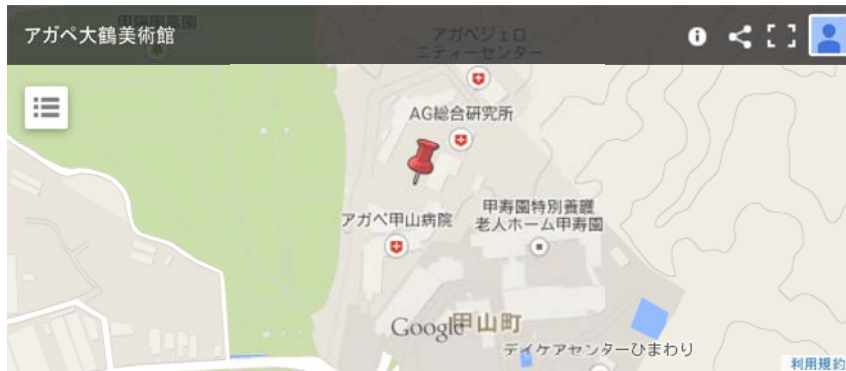 アガペ大鶴美術館
アガペジェロ
ニティーセンター
AG総合研究所
アガペ甲山病院
甲寿園特別養護
老人ホーム甲寿園
Google
甲山町
デイケアセンターひまわり
利用規約